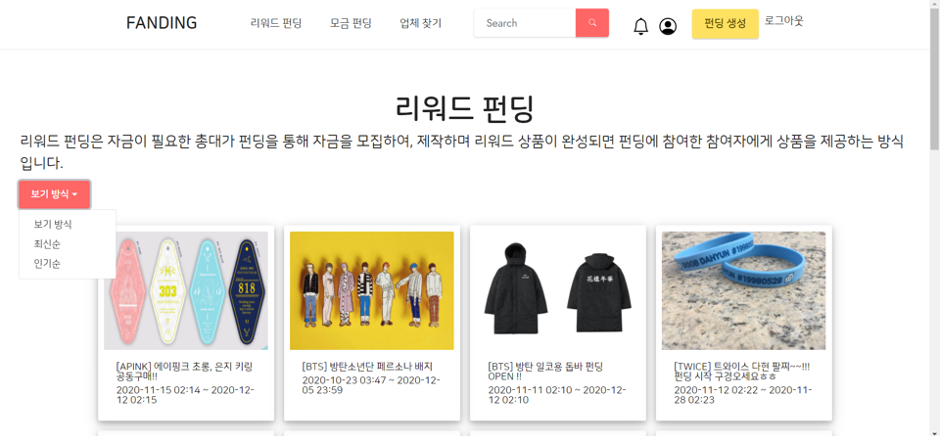 FANDING 리워드 펀딩 모금 펀딩 업체 찾기 Search 펀딩 생성 로그아웃
리워드 펀딩
리워드 펀딩은 자금이 필요한 총대가 펀딩을 통해 자금을 모집하여, 제작하며 리워드 상품이 완성되면 펀딩에 참여한 참여자에게 상품을 제공하는 방식
입니다.
보기 방식
보기 방식
최신순
인기순
303
818
花樣年華
DAHYUN #19980528
[APINK] 에이핑크 초롱, 은지 키링
공동구매!!
2020-11-15 02:14 ~ 2020-12-
12 02:15
[BTS] 방탄소년단 페르소나 배지
2020-10-23 03:47 ~ 2020-12-
05 23:59
[BTS] 방탄 일코용 돕바 펀딩
OPEN !!
2020-11-11 02:10 ~ 2020-12-
12 02:10
[TWICE] 트와이스 다현 팔찌~~!!!
펀딩 시작 구경오세요ㅎㅎ
2020-11-12 02:22 ~ 2020-11-
28 02:23